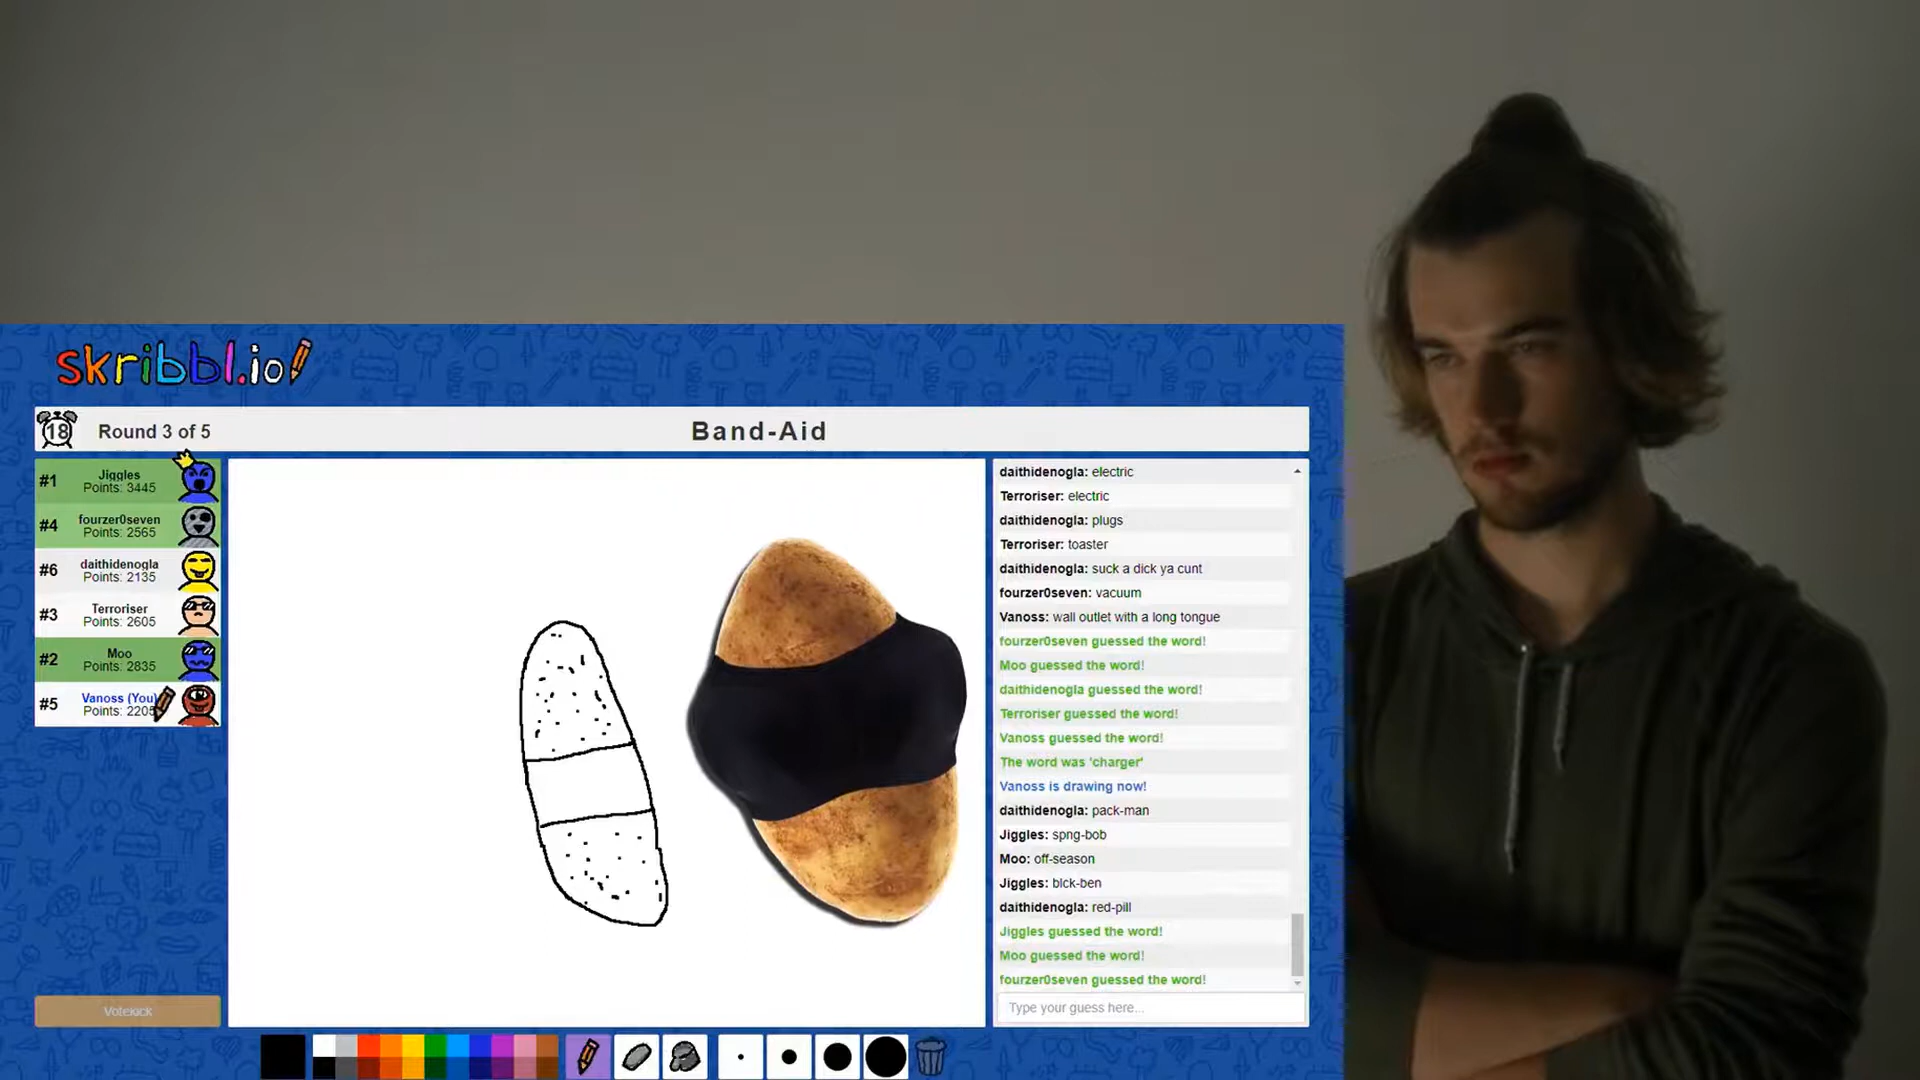 skribbl.io
18
Round 3 of 5
Band-Aid
#1
Jiggles
Points: 3445
#4
fourzer0seven
Points: 2565
#6
daithidenogla
Points: 2135
#3
Terroriser
Points: 2605
#2
Moo
Points: 2835
#5
Vanoss (You)
Points: 2205
Votekick
daithidenogla: electric
Terroriser: electric
daithidenogla: plugs
Terroriser: toaster
daithidenogla: suck a dick ya cunt
fourzer0seven: vacuum
Vanoss: wall outlet with a long tongue
fourzer0seven guessed the word!
Moo guessed the word!
daithidenogla guessed the word!
Terroriser guessed the word!
Vanoss guessed the word!
The word was 'charger'
Vanoss is drawing now!
daithidenogla: pack-man
Jiggles: spng-bob
Moo: off-season
Jiggles: blck-ben
daithidenogla: red-pill
Jiggles guessed the word!
Moo guessed the word!
fourzer0seven guessed the word!
Type your guess here...